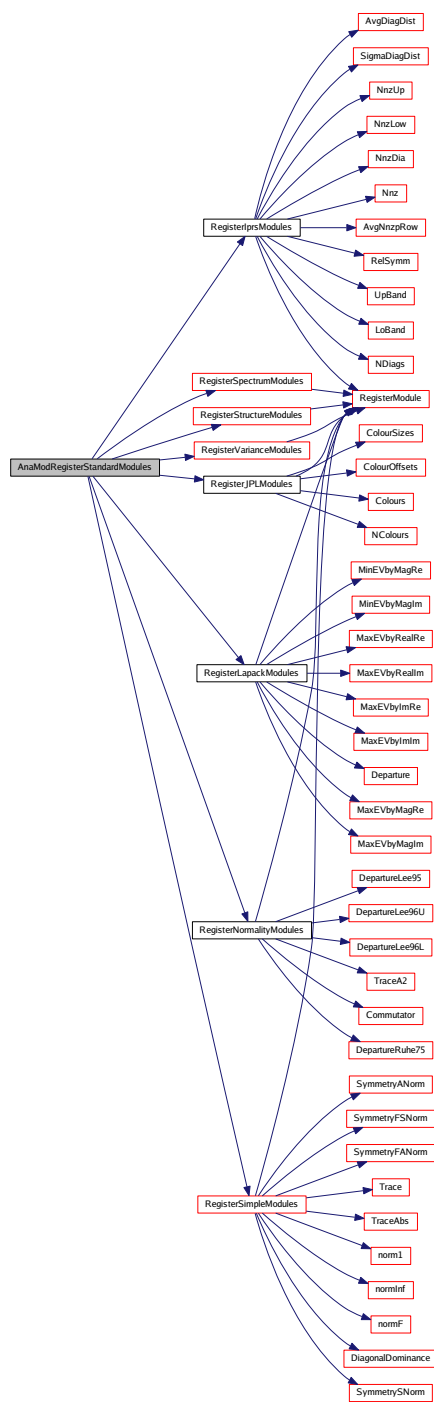 AvgDiagDist
SigmaDiagDist
NnzUp
NnzLow
NnzDia
Nnz
RegisterIprsModules
AvgNnzpRow
RelSymm
UpBand
LoBand
NDiags
RegisterSpectrumModules
RegisterModule
RegisterStructureModules
ColourSizes
RegisterVarianceModules
AnaModRegisterStandardModules
ColourOffsets
RegisterJPLModules
Colours
NColours
MinEVbyMagRe
MinEVbyMagIm
MaxEVbyRealRe
RegisterLapackModules
MaxEVbyRealIm
MaxEVbyImRe
MaxEVbyImIm
Departure
MaxEVbyMagRe
MaxEVbyMagIm
DepartureLee95
DepartureLee96U
RegisterNormalityModules
DepartureLee96L
TraceA2
Commutator
DepartureRuhe75
SymmetryANorm
SymmetryFSNorm
SymmetryFANorm
Trace
RegisterSimpleModules
TraceAbs
norm1
normInf
normF
DiagonalDominance
SymmetrySNorm